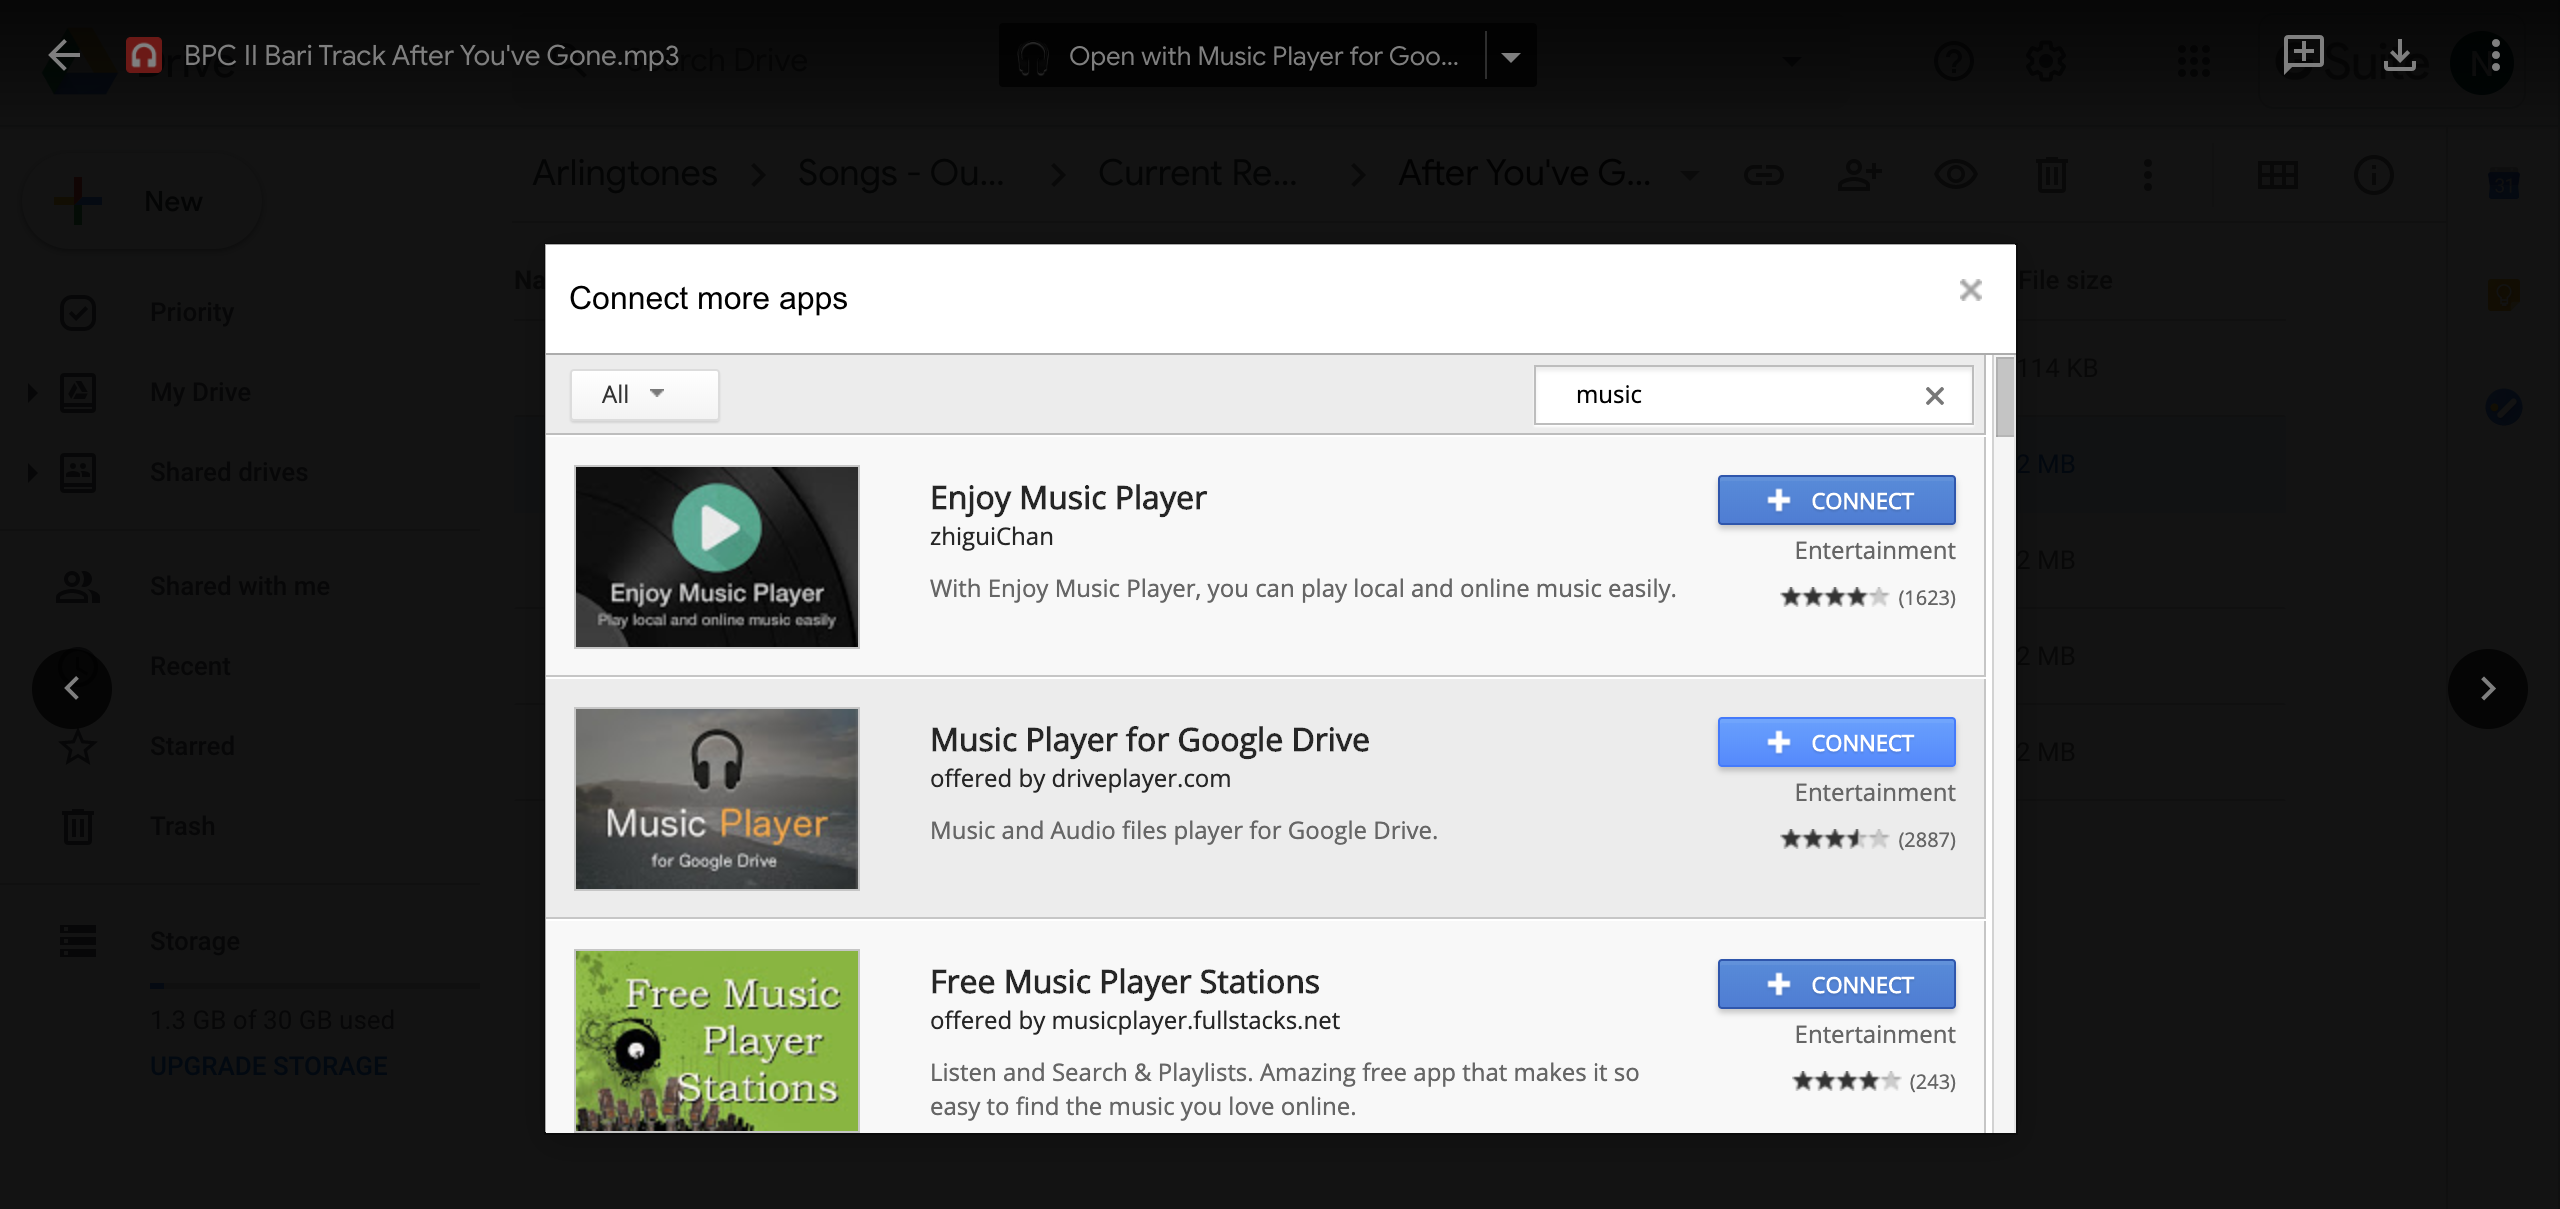 BPC II Bari Track After You've Gone.mp3
Search Drive
Open with Music Player for Goo...
Suite
N
New
Arlingtones
Songs - Ou...
Current Re...
After You've G...
31
Priority
My Drive
Shared drives
Shared with me
Recent
Starred
Trash
Storage
1.3 GB of 30 GB used
UPGRADE STORAGE
File size
114 KB
2 MB
2 MB
2 MB
2 MB
Connect more apps
All
music
Enjoy Music Player
Play local and online music easily
Enjoy Music Player
zhiguiChan
With Enjoy Music Player, you can play local and online music easily.
CONNECT
Entertainment
(1623)
Music Player
for Google Drive
Music Player for Google Drive
offered by driveplayer.com
Music and Audio files player for Google Drive.
CONNECT
Entertainment
(2887)
Free Music
Player
Stations
Free Music Player Stations
offered by musicplayer.fullstacks.net
Listen and Search & Playlists. Amazing free app that makes it so
easy to find the music you love online.
CONNECT
Entertainment
(243)